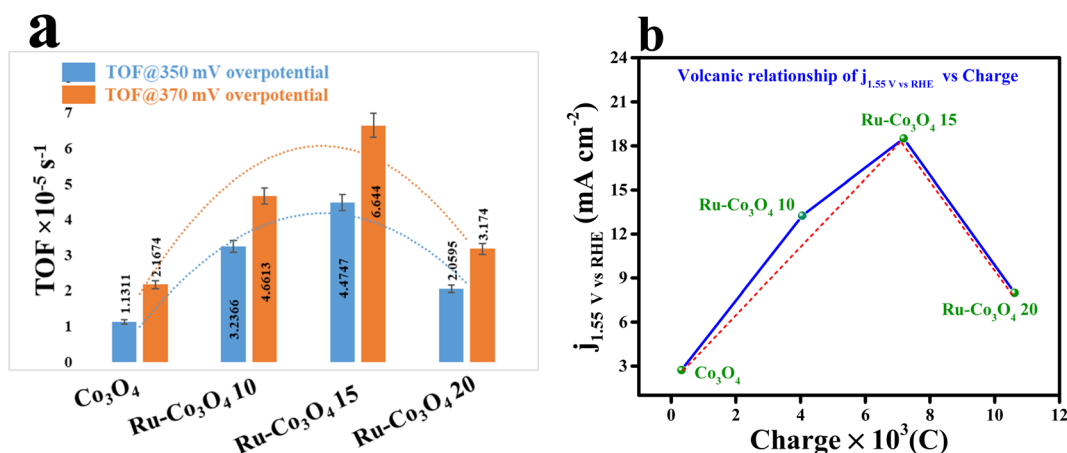 a
TOF@350 mV overpotential
TOF@370 mV overpotential
TOF ×10⁻⁵ s⁻¹
7
6
5
4
3
2
1
0
1.1311
2.1674
3.2366
4.6613
4.4747
6.644
2.0595
3.174
Co₃O₄
Ru-Co₃O₄ 10
Ru-Co₃O₄ 15
Ru-Co₃O₄ 20
b
Volcanic relationship of j₁.₅₅ V vs RHE vs Charge
j₁.₅₅ V vs RHE (mA cm⁻²)
24
21
18
15
12
9
6
3
Ru-Co₃O₄ 15
Ru-Co₃O₄ 10
Ru-Co₃O₄ 20
Co₃O₄
0 2 4 6 8 10 12
Charge × 10³(C)